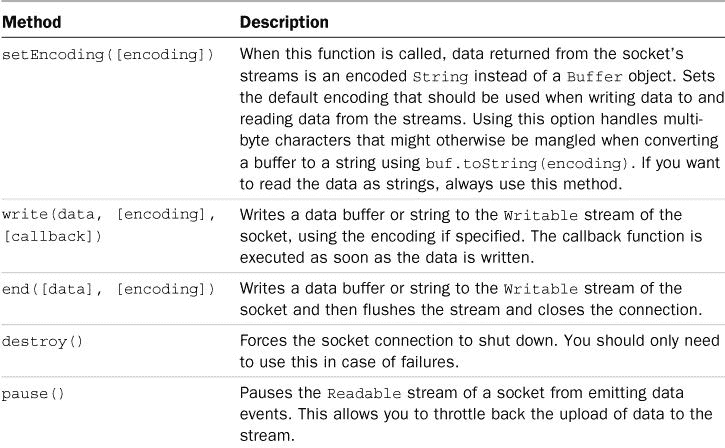 Method Description
setEncoding([encoding]) When this function is called, data returned from the socket's
streams is an encoded String instead of a Buffer object. Sets
the default encoding that should be used when writing data to and
reading data from the streams. Using this option handles multi-
byte characters that might otherwise be mangled when converting
a buffer to a string using buf.toString(encoding). If you want
to read the data as strings, always use this method.
write(data, [encoding], Writes a data buffer or string to the Writable stream of the
[callback]) socket, using the encoding if specified. The callback function is
executed as soon as the data is written.
end([data], [encoding]) Writes a data buffer or string to the Writable stream of the
socket and then flushes the stream and closes the connection.
destroy() Forces the socket connection to shut down. You should only need
to use this in case of failures.
pause() Pauses the Readable stream of a socket from emitting data
events. This allows you to throttle back the upload of data to the
stream.